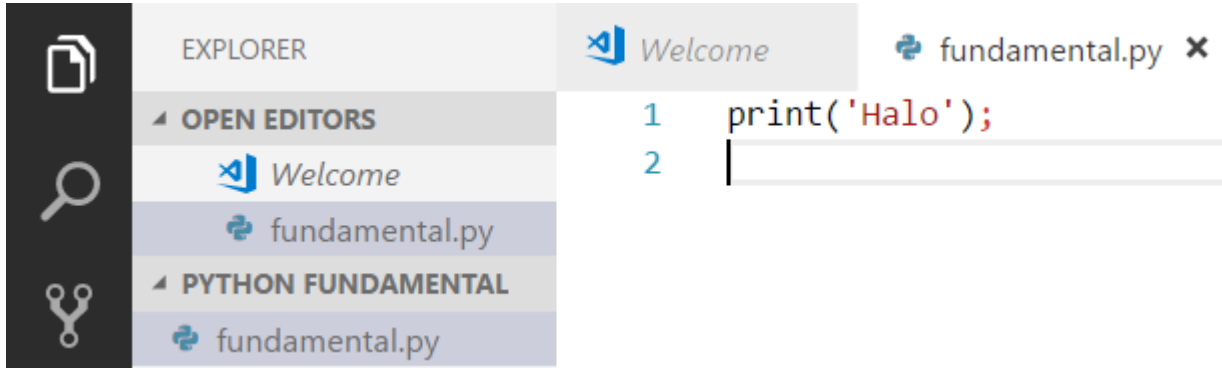 EXPLORER
OPEN EDITORS
Welcome
fundamental.py
PYTHON FUNDAMENTAL
fundamental.py
Welcome fundamental.py
1 print('Halo');
2